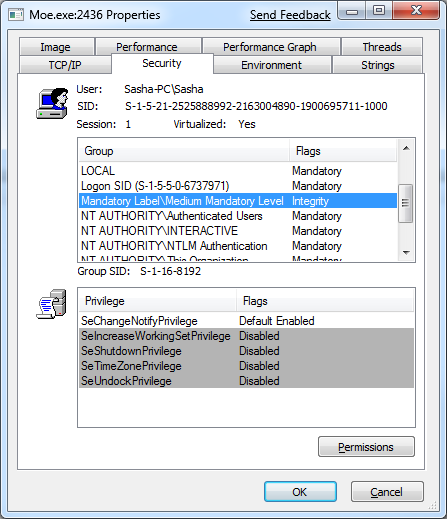 Moe.exe:2436 Properties Send Feedback
Image Performance Performance Graph Threads
TCP/IP Security Environment Strings
User: Sasha-PC\Sasha
SID: S-1-5-21-2525888992-2163004890-1900695711-1000
Session: 1 Virtualized: Yes
Group Flags
LOCAL Mandatory
Logon SID (S-1-5-5-0-6737971) Mandatory
Mandatory Label\Medium Mandatory Level Integrity
NT AUTHORITY\Authenticated Users Mandatory
NT AUTHORITY\INTERACTIVE Mandatory
NT AUTHORITY\NTLM Authentication Mandatory
NT AUTHORITY\This Organization Mandatory
Group SID: S-1-16-8192
Privilege Flags
SeChangeNotifyPrivilege Default Enabled
SeIncreaseWorkingSetPrivilege Disabled
SeShutdownPrivilege Disabled
SeTimeZonePrivilege Disabled
SeUndockPrivilege Disabled
Permissions
OK Cancel